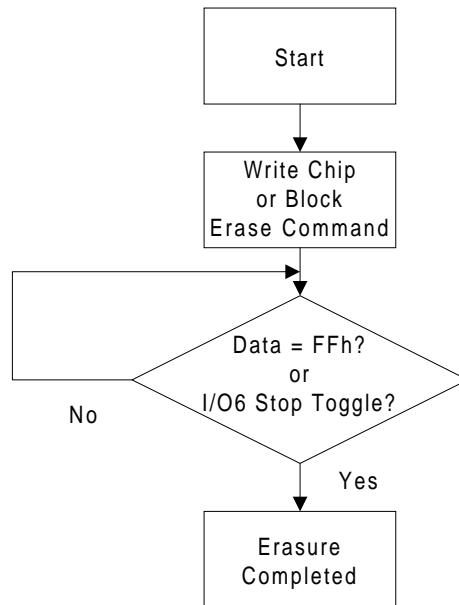 Start
Write Chip
or Block
Erase Command
Data = FFh?
or
I/O6 Stop Toggle?
No
Yes
Erasure
Completed